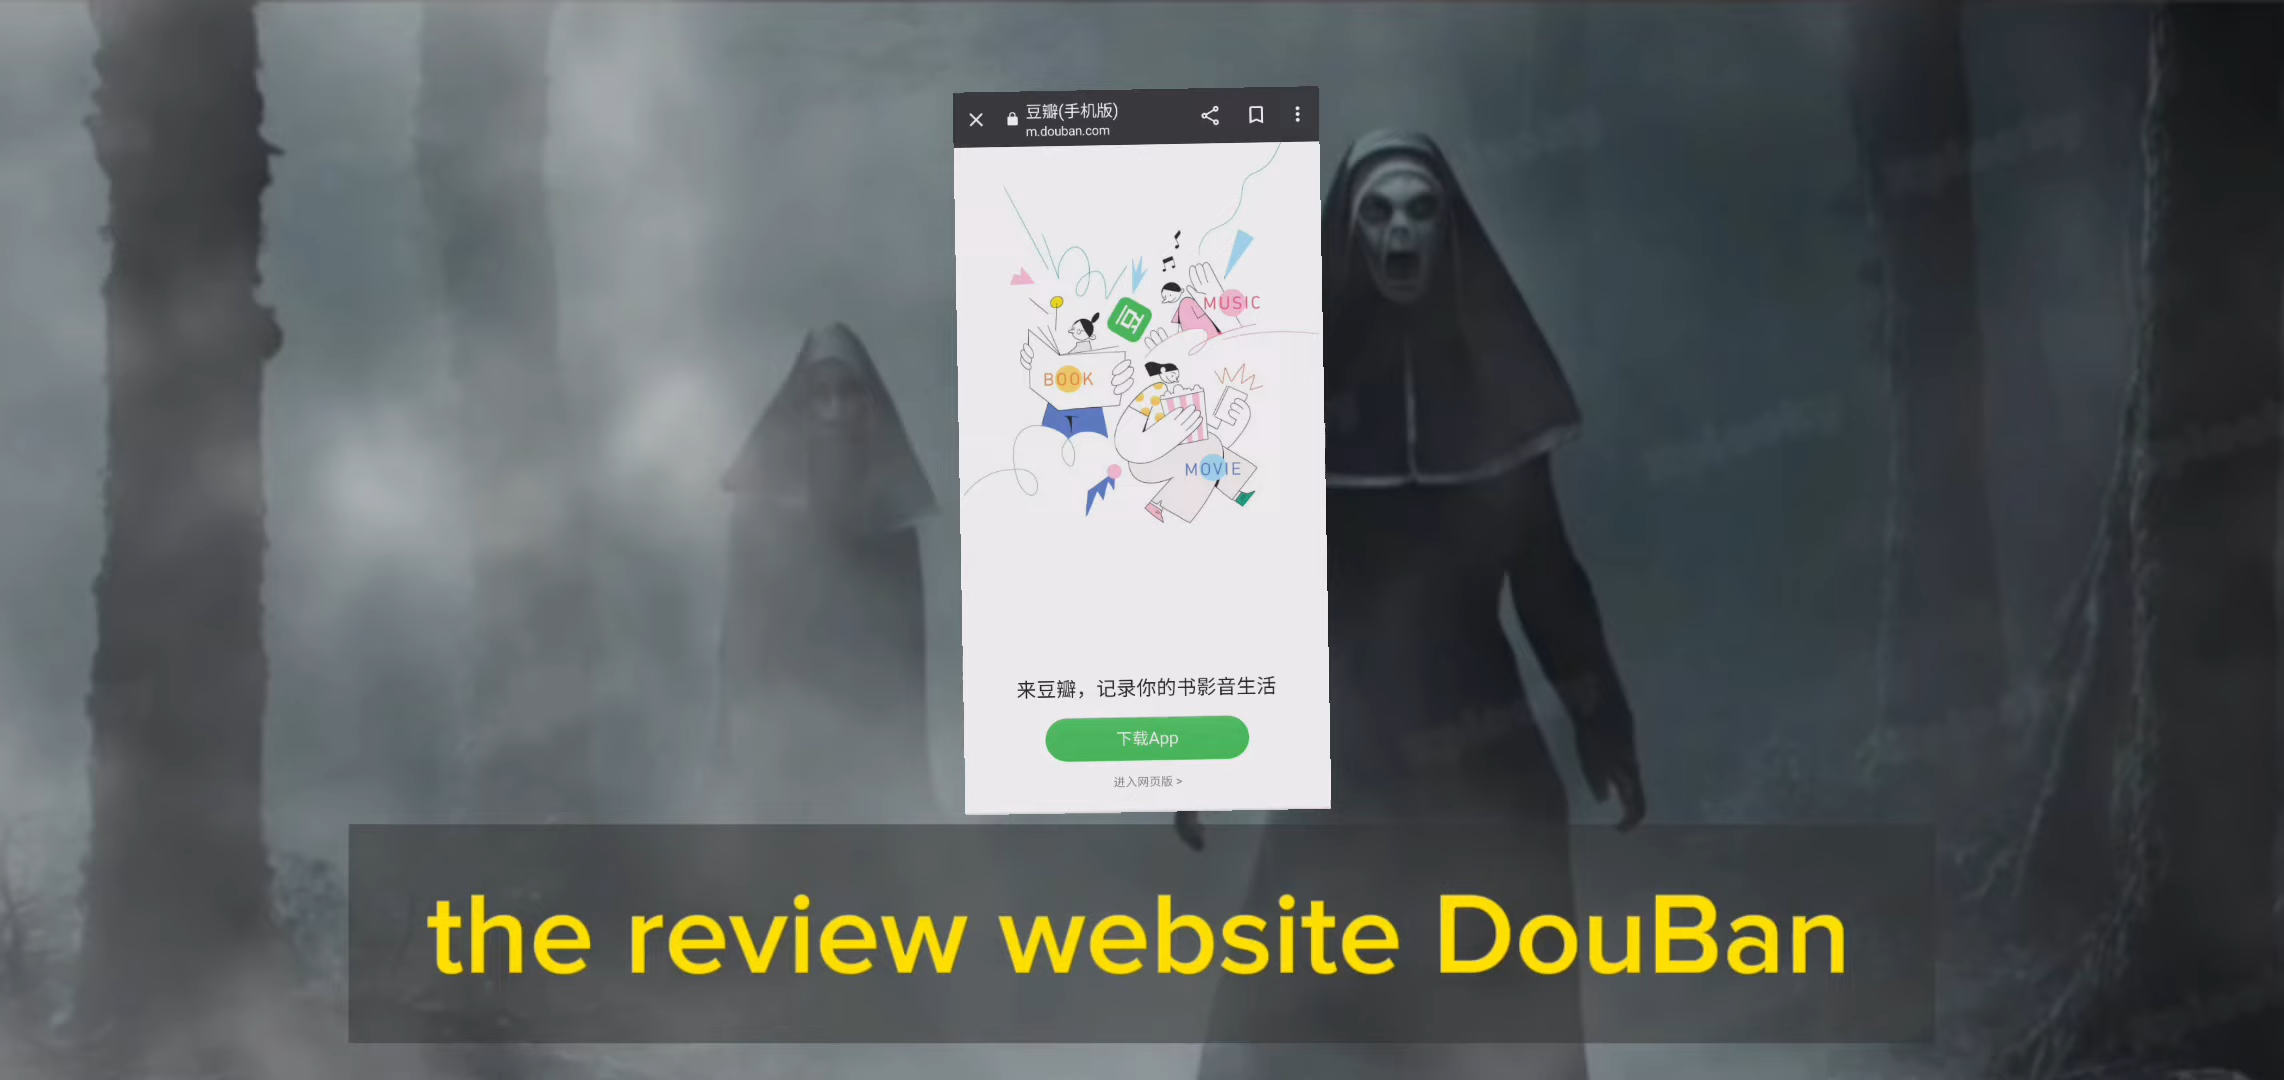 豆瓣(手机版)
m.douban.com
MUSIC
豆
BOOK
MOVIE
来豆瓣，记录你的书影音生活
下载App
进入网页版 >
the review website DouBan